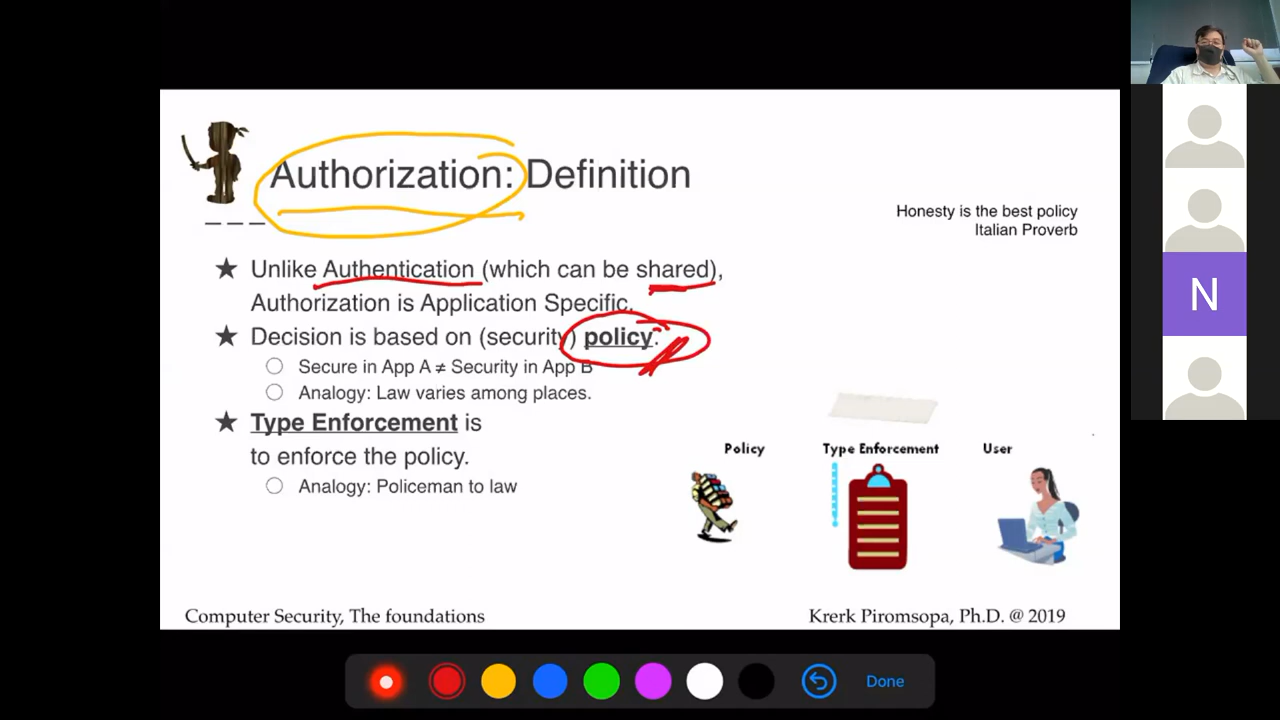 Authorization: Definition
Honesty is the best policy
Italian Proverb
★ Unlike Authentication (which can be shared),
Authorization is Application Specific.
★ Decision is based on (security) policy.
○ Secure in App A ≠ Security in App B
○ Analogy: Law varies among places.
★ Type Enforcement is
to enforce the policy.
○ Analogy: Policeman to law
Policy
Type Enforcement
User
Computer Security, The foundations
Krerk Piromsopa, Ph.D. @ 2019
N
Done